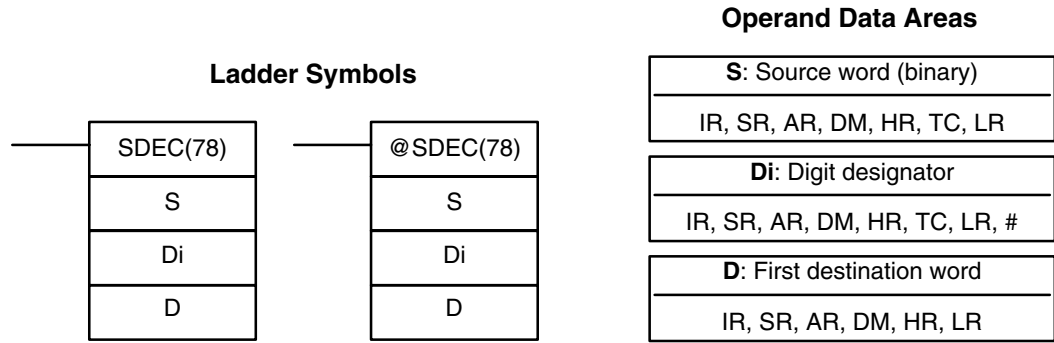 Ladder Symbols
SDEC(78)
S
Di
D
@SDEC(78)
S
Di
D
Operand Data Areas
S: Source word (binary)
IR, SR, AR, DM, HR, TC, LR
Di: Digit designator
IR, SR, AR, DM, HR, TC, LR, #
D: First destination word
IR, SR, AR, DM, HR, LR